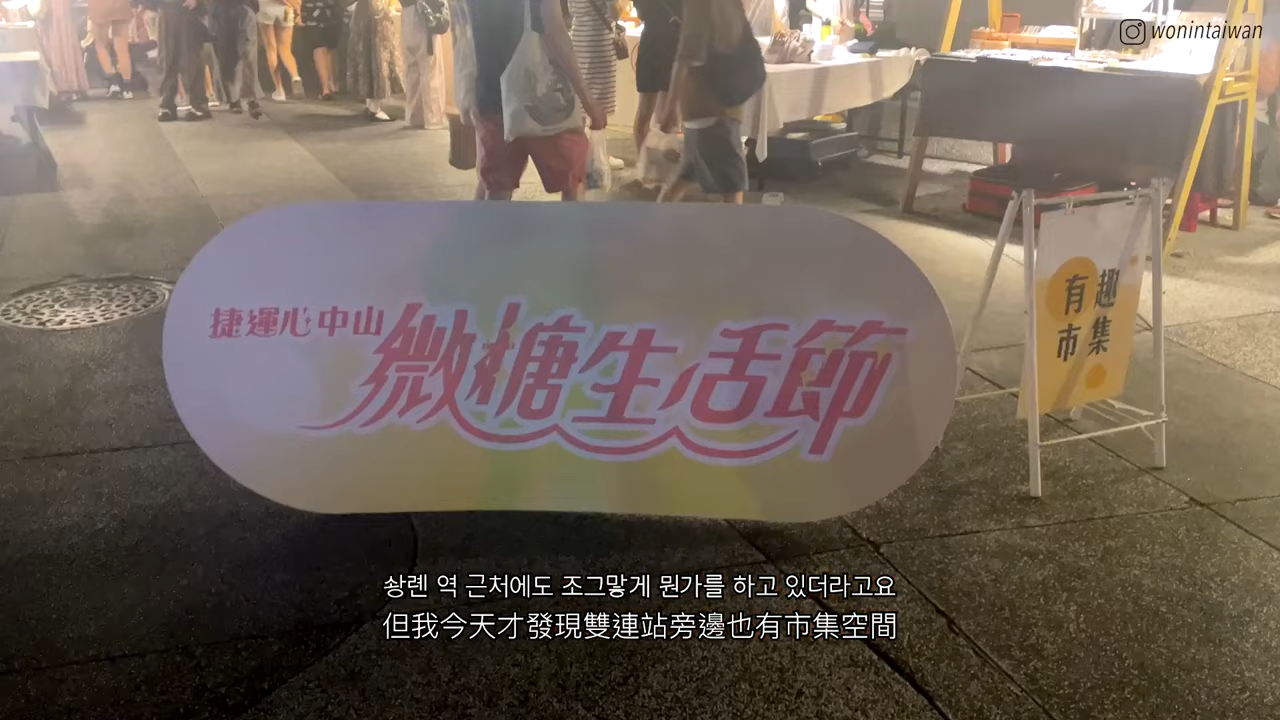 wonintaiwan
捷運心中山
微糖生活節
有趣
市集
솽롄 역 근처에도 조그맣게 뭔가를 하고 있더라고요
但我今天才發現雙連站旁邊也有市集空間